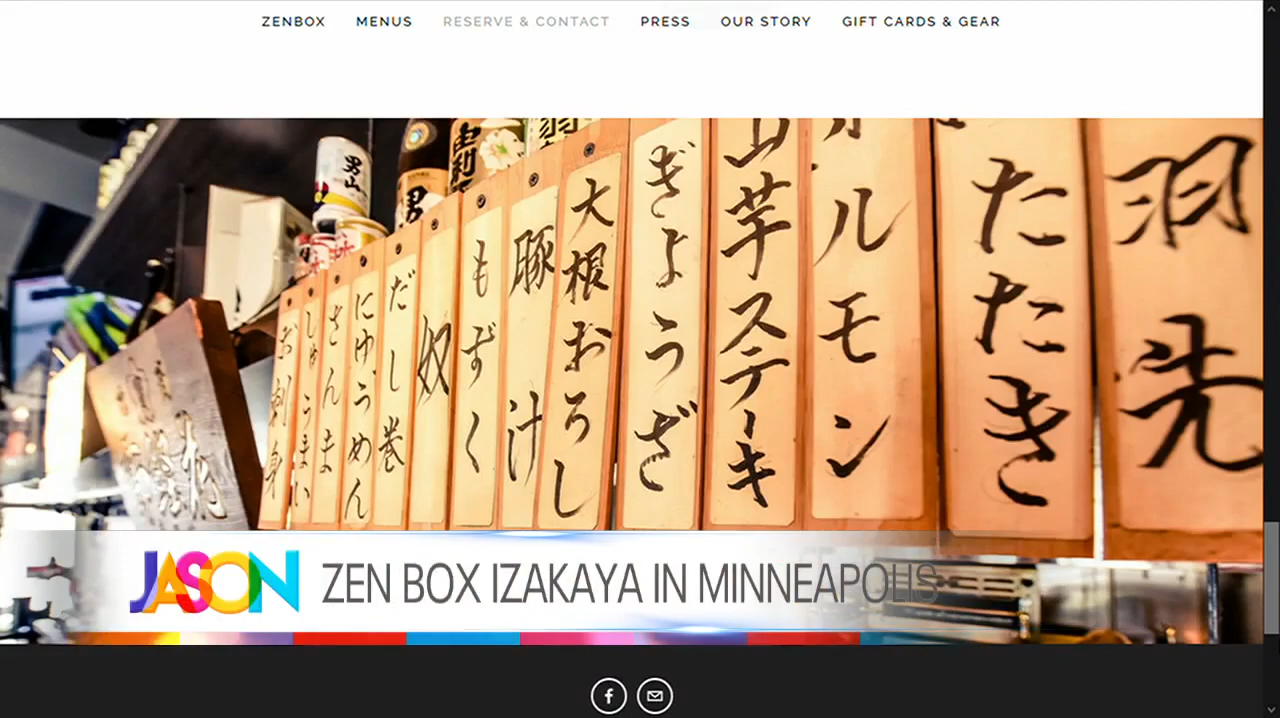 ZENBOX
MENUS
RESERVE & CONTACT
PRESS
OUR STORY
GIFT CARDS & GEAR
男山
男
お刺身
しゅうまい
さんま
にゅうめん
だし巻
奴
もずく
豚汁
大根おろし
ぎょうざ
山芋ステーキ
ルモン
たたき
羽先
JASON
ZEN BOX IZAKAYA IN MINNEAPOLIS